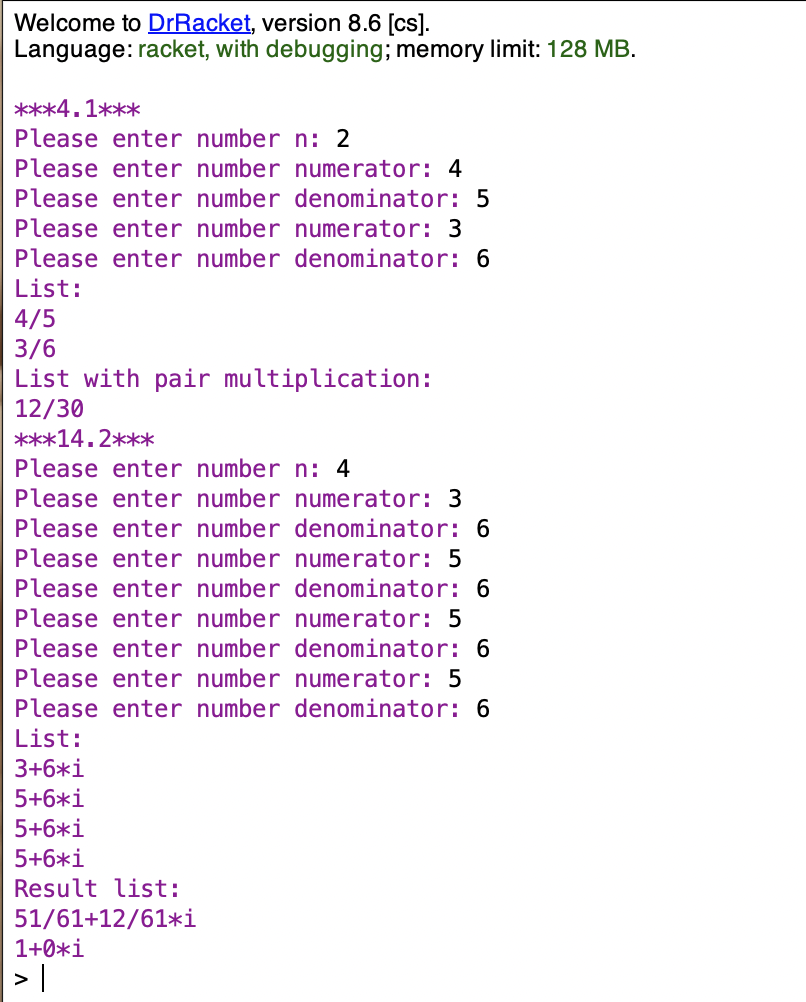 Welcome to DrRacket, version 8.6 [cs].
Language: racket, with debugging; memory limit: 128 MB.
***4.1***
Please enter number n: 2
Please enter number numerator: 4
Please enter number denominator: 5
Please enter number numerator: 3
Please enter number denominator: 6
List:
4/5
3/6
List with pair multiplication:
12/30
***14.2***
Please enter number n: 4
Please enter number numerator: 3
Please enter number denominator: 6
Please enter number numerator: 5
Please enter number denominator: 6
Please enter number numerator: 5
Please enter number denominator: 6
Please enter number numerator: 5
Please enter number denominator: 6
List:
3+6*i
5+6*i
5+6*i
5+6*i
Result list:
51/61+12/61*i
1+0*i
>